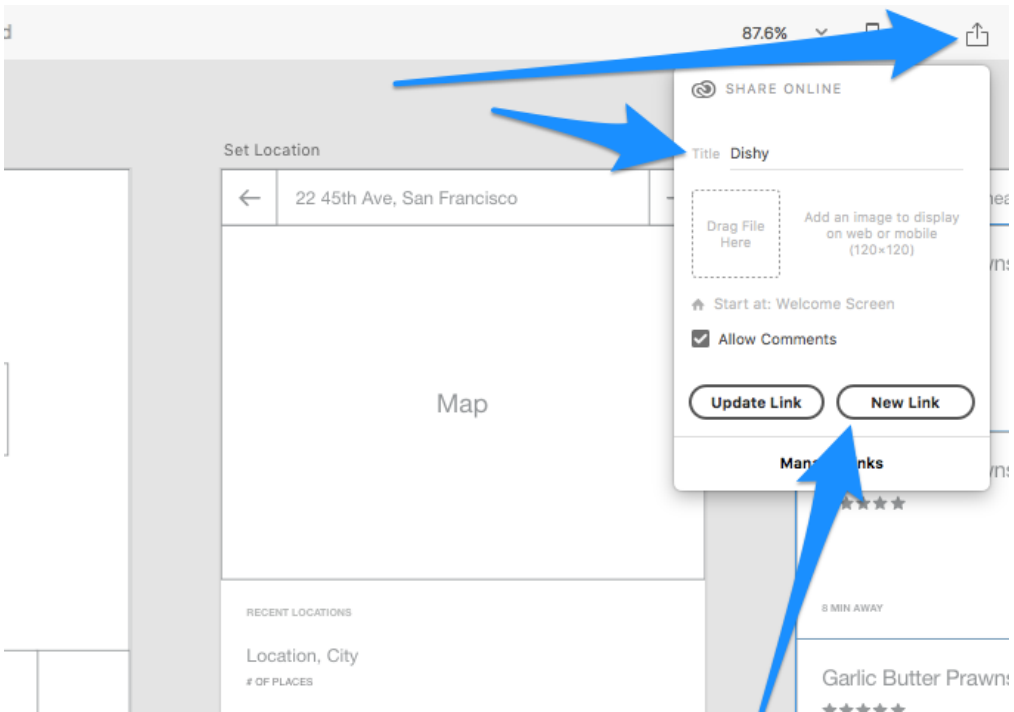 87.6%
SHARE ONLINE
Set Location
Title Dishy
22 45th Ave, San Francisco
Drag File
Here
Add an image to display
on web or mobile
(120×120)
Start at: Welcome Screen
Allow Comments
Map
Update Link
New Link
RECENT LOCATIONS
8 MIN AWAY
Location, City
# OF PLACES
Garlic Butter Prawns